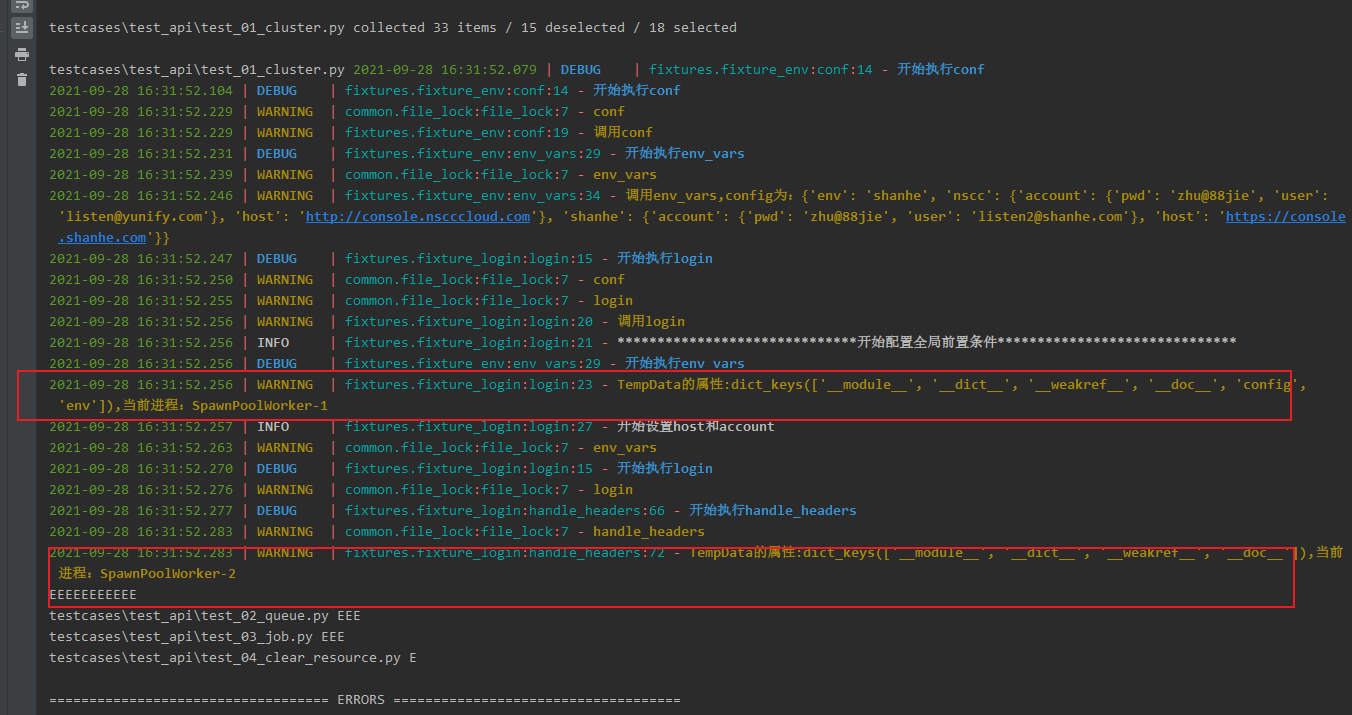 testcases\test_api\test_01_cluster.py collected 33 items / 15 deselected / 18 selected
testcases\test_api\test_01_cluster.py 2021-09-28 16:31:52.079 | DEBUG    | fixtures.fixture_env:conf:14 - 开始执行conf
2021-09-28 16:31:52.104 | DEBUG    | fixtures.fixture_env:conf:14 - 开始执行conf
2021-09-28 16:31:52.229 | WARNING  | common.file_lock:file_lock:7 - conf
2021-09-28 16:31:52.229 | WARNING  | fixtures.fixture_env:conf:19 - 调用conf
2021-09-28 16:31:52.231 | DEBUG    | fixtures.fixture_env:env_vars:29 - 开始执行env_vars
2021-09-28 16:31:52.239 | WARNING  | common.file_lock:file_lock:7 - env_vars
2021-09-28 16:31:52.246 | WARNING  | fixtures.fixture_env:env_vars:34 - 调用env_vars,config为：{'env': 'shanhe', 'nscc': {'account': {'pwd': 'zhu@88jie', 'user':
'listen@yunify.com'}, 'host': 'http://console.nscccloud.com'}, 'shanhe': {'account': {'pwd': 'zhu@88jie', 'user': 'listen2@shanhe.com'}, 'host': 'https://console
.shanhe.com'}}
2021-09-28 16:31:52.247 | DEBUG    | fixtures.fixture_login:login:15 - 开始执行login
2021-09-28 16:31:52.250 | WARNING  | common.file_lock:file_lock:7 - conf
2021-09-28 16:31:52.255 | WARNING  | common.file_lock:file_lock:7 - login
2021-09-28 16:31:52.256 | WARNING  | fixtures.fixture_login:login:20 - 调用login
2021-09-28 16:31:52.256 | INFO     | fixtures.fixture_login:login:21 - ******************************开始配置全局前置条件******************************
2021-09-28 16:31:52.256 | DEBUG    | fixtures.fixture_env:env_vars:29 - 开始执行env_vars
2021-09-28 16:31:52.256 | WARNING  | fixtures.fixture_login:login:23 - TempData的属性:dict_keys(['__module__', '__dict__', '__weakref__', '__doc__', 'config',
'env']),当前进程：SpawnPoolWorker-1
2021-09-28 16:31:52.257 | INFO     | fixtures.fixture_login:login:27 - 开始设置host和account
2021-09-28 16:31:52.263 | WARNING  | common.file_lock:file_lock:7 - env_vars
2021-09-28 16:31:52.270 | DEBUG    | fixtures.fixture_login:login:15 - 开始执行login
2021-09-28 16:31:52.276 | WARNING  | common.file_lock:file_lock:7 - login
2021-09-28 16:31:52.277 | DEBUG    | fixtures.fixture_login:handle_headers:66 - 开始执行handle_headers
2021-09-28 16:31:52.283 | WARNING  | common.file_lock:file_lock:7 - handle_headers
2021-09-28 16:31:52.283 | WARNING  | fixtures.fixture_login:handle_headers:72 - TempData的属性:dict_keys(['__module__', '__dict__', '__weakref__', '__doc__']),当前
进程：SpawnPoolWorker-2
EEEEEEEEEEE
testcases\test_api\test_02_queue.py EEE
testcases\test_api\test_03_job.py EEE
testcases\test_api\test_04_clear_resource.py E
=================================== ERRORS ====================================